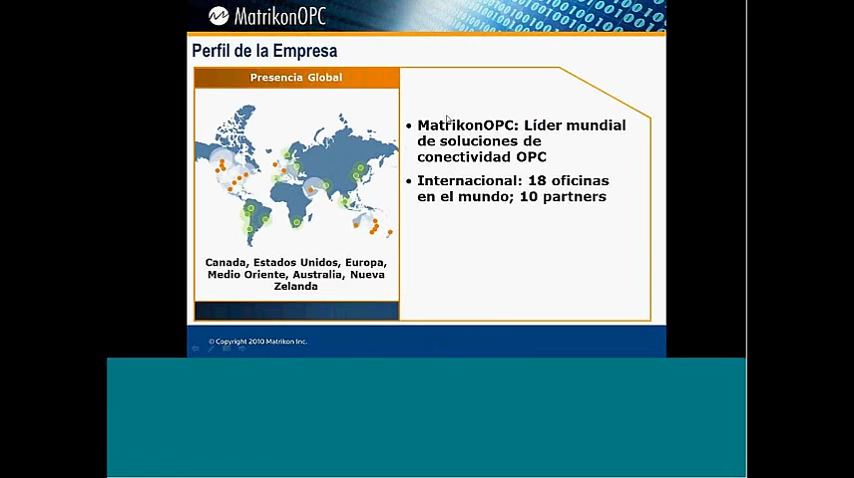 MatrikonOPC
Perfil de la Empresa
Presencia Global
Canada, Estados Unidos, Europa,
Medio Oriente, Australia, Nueva
Zelanda
• MatrikonOPC: Líder mundial
de soluciones de
conectividad OPC
• Internacional: 18 oficinas
en el mundo; 10 partners
© Copyright 2010 Matrikon Inc.